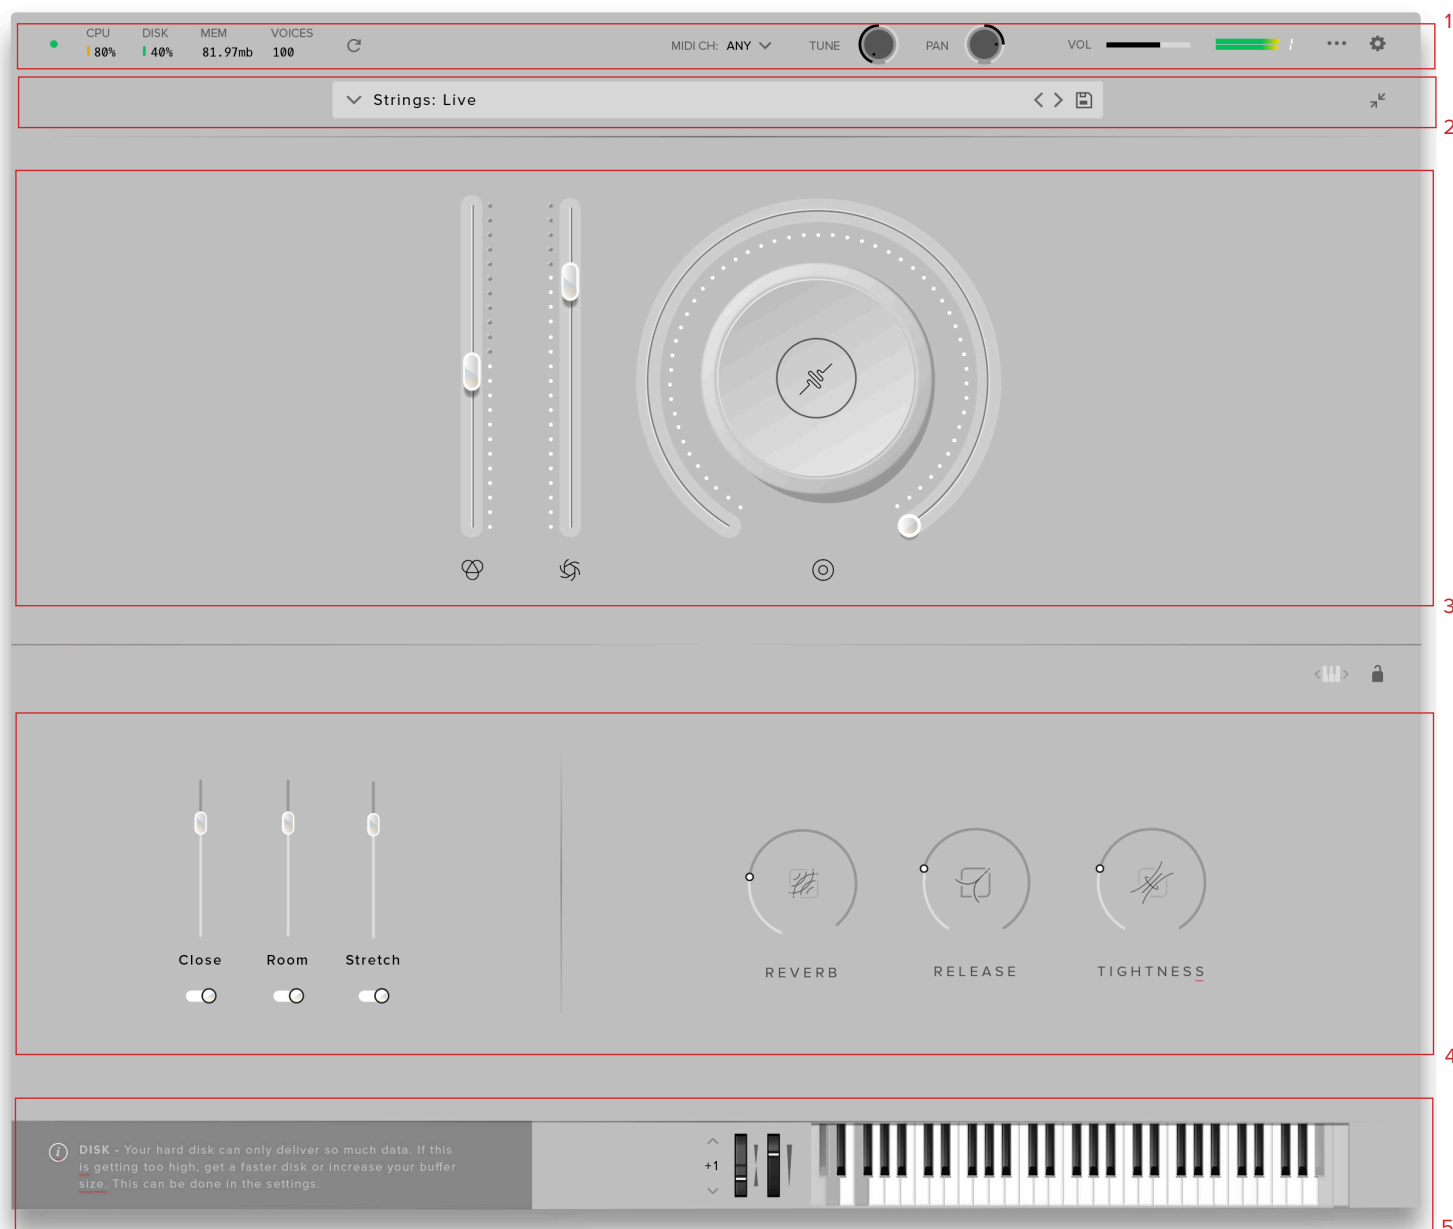 1
CPU DISK MEM VOICES
80% 40% 81.97mb 100
MIDI CH: ANY TUNE PAN VOL
Strings: Live
2
3
Close Room Stretch
REVERB RELEASE TIGHTNESS
4
DISK - Your hard disk can only deliver so much data. If this
is getting too high, get a faster disk or increase your buffer
size. This can be done in the settings.
+1
5